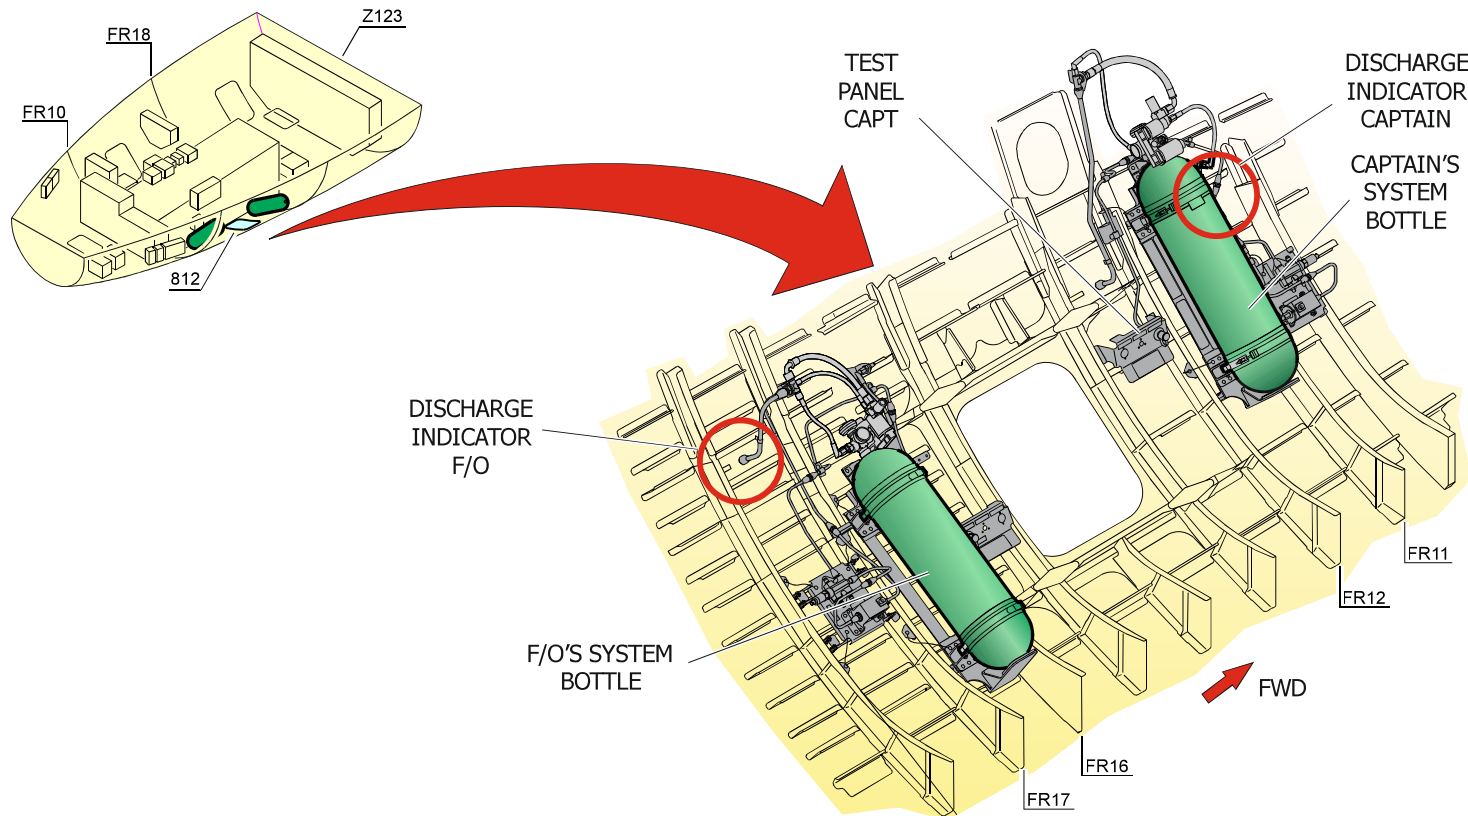 Z123
FR18
FR10
812
TEST
PANEL
CAPT
DISCHARGE
INDICATOR
CAPTAIN
CAPTAIN'S
SYSTEM
BOTTLE
DISCHARGE
INDICATOR
F/O
F/O'S SYSTEM
BOTTLE
FR11
FR12
FWD
FR16
FR17